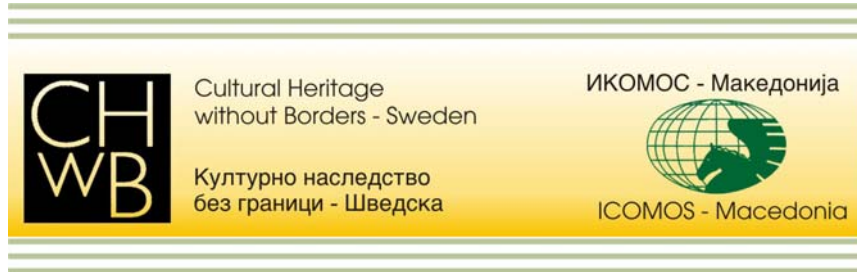 CH
WB
Cultural Heritage
without Borders - Sweden
Културно наследство
без граници - Шведска
ИКОМОС - Македонија
ICOMOS - Macedonia